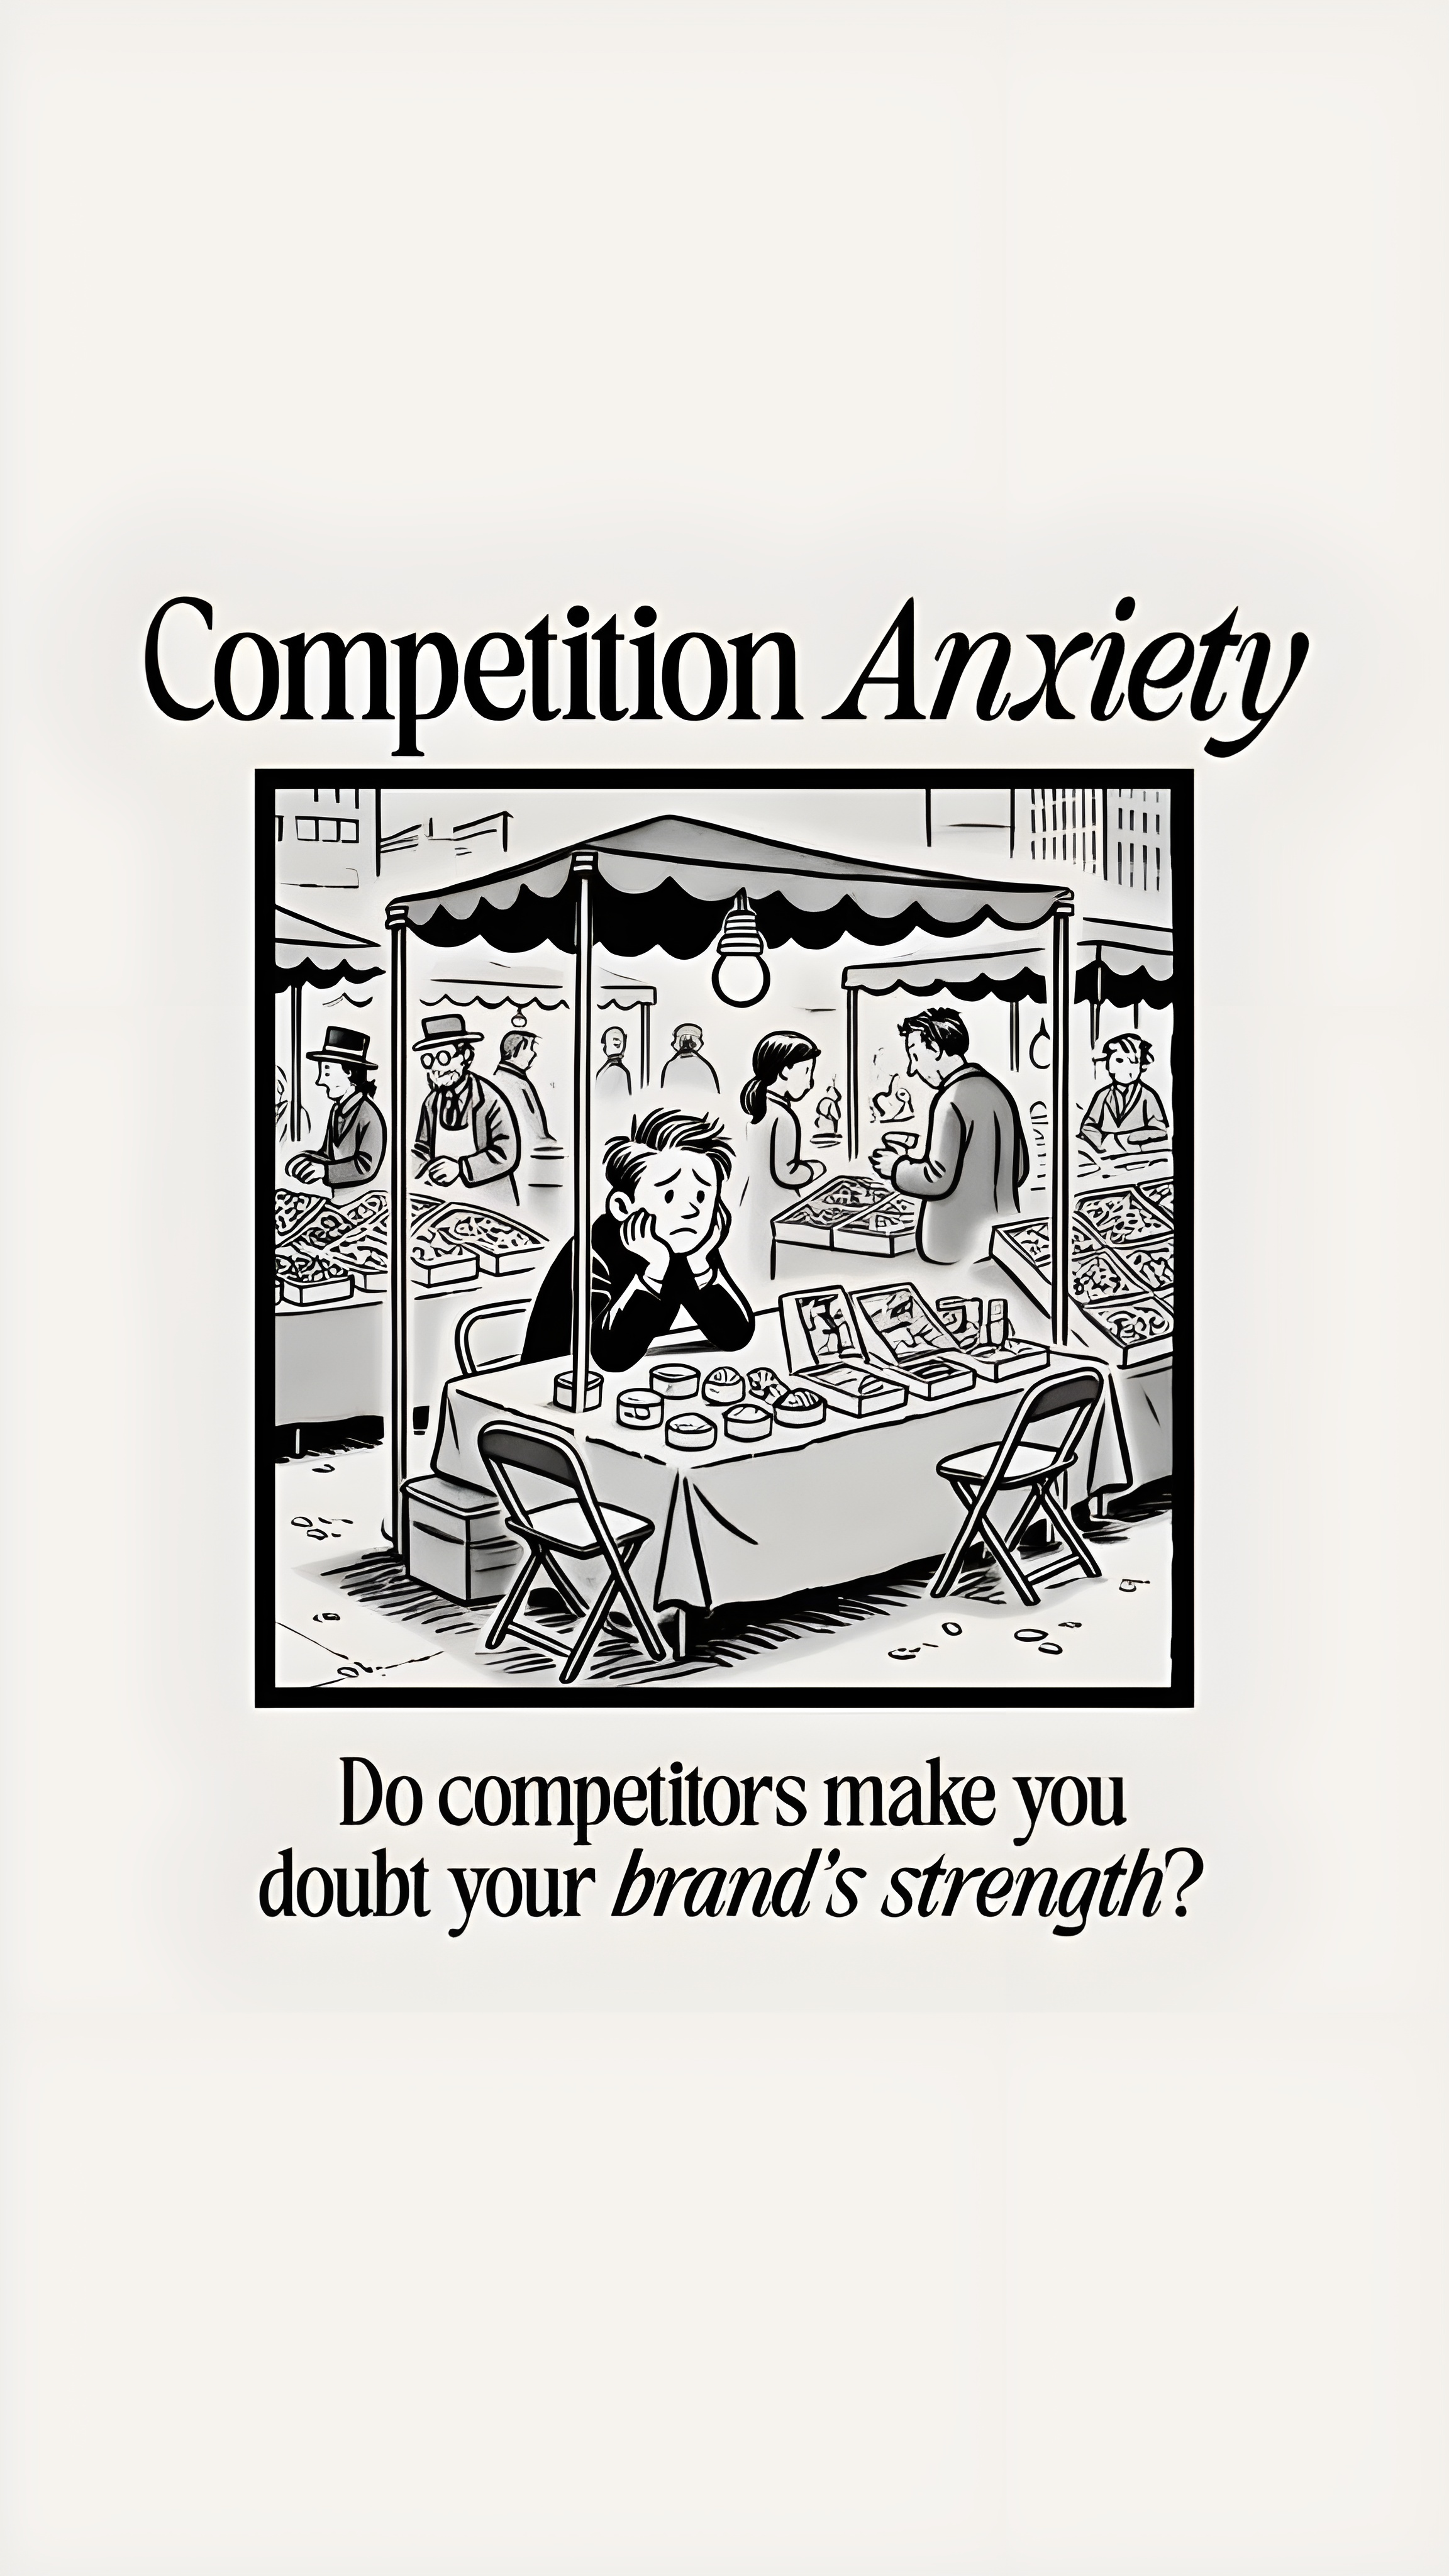 Competition Anxiety
Do competitors make you
doubt your brand's strength?